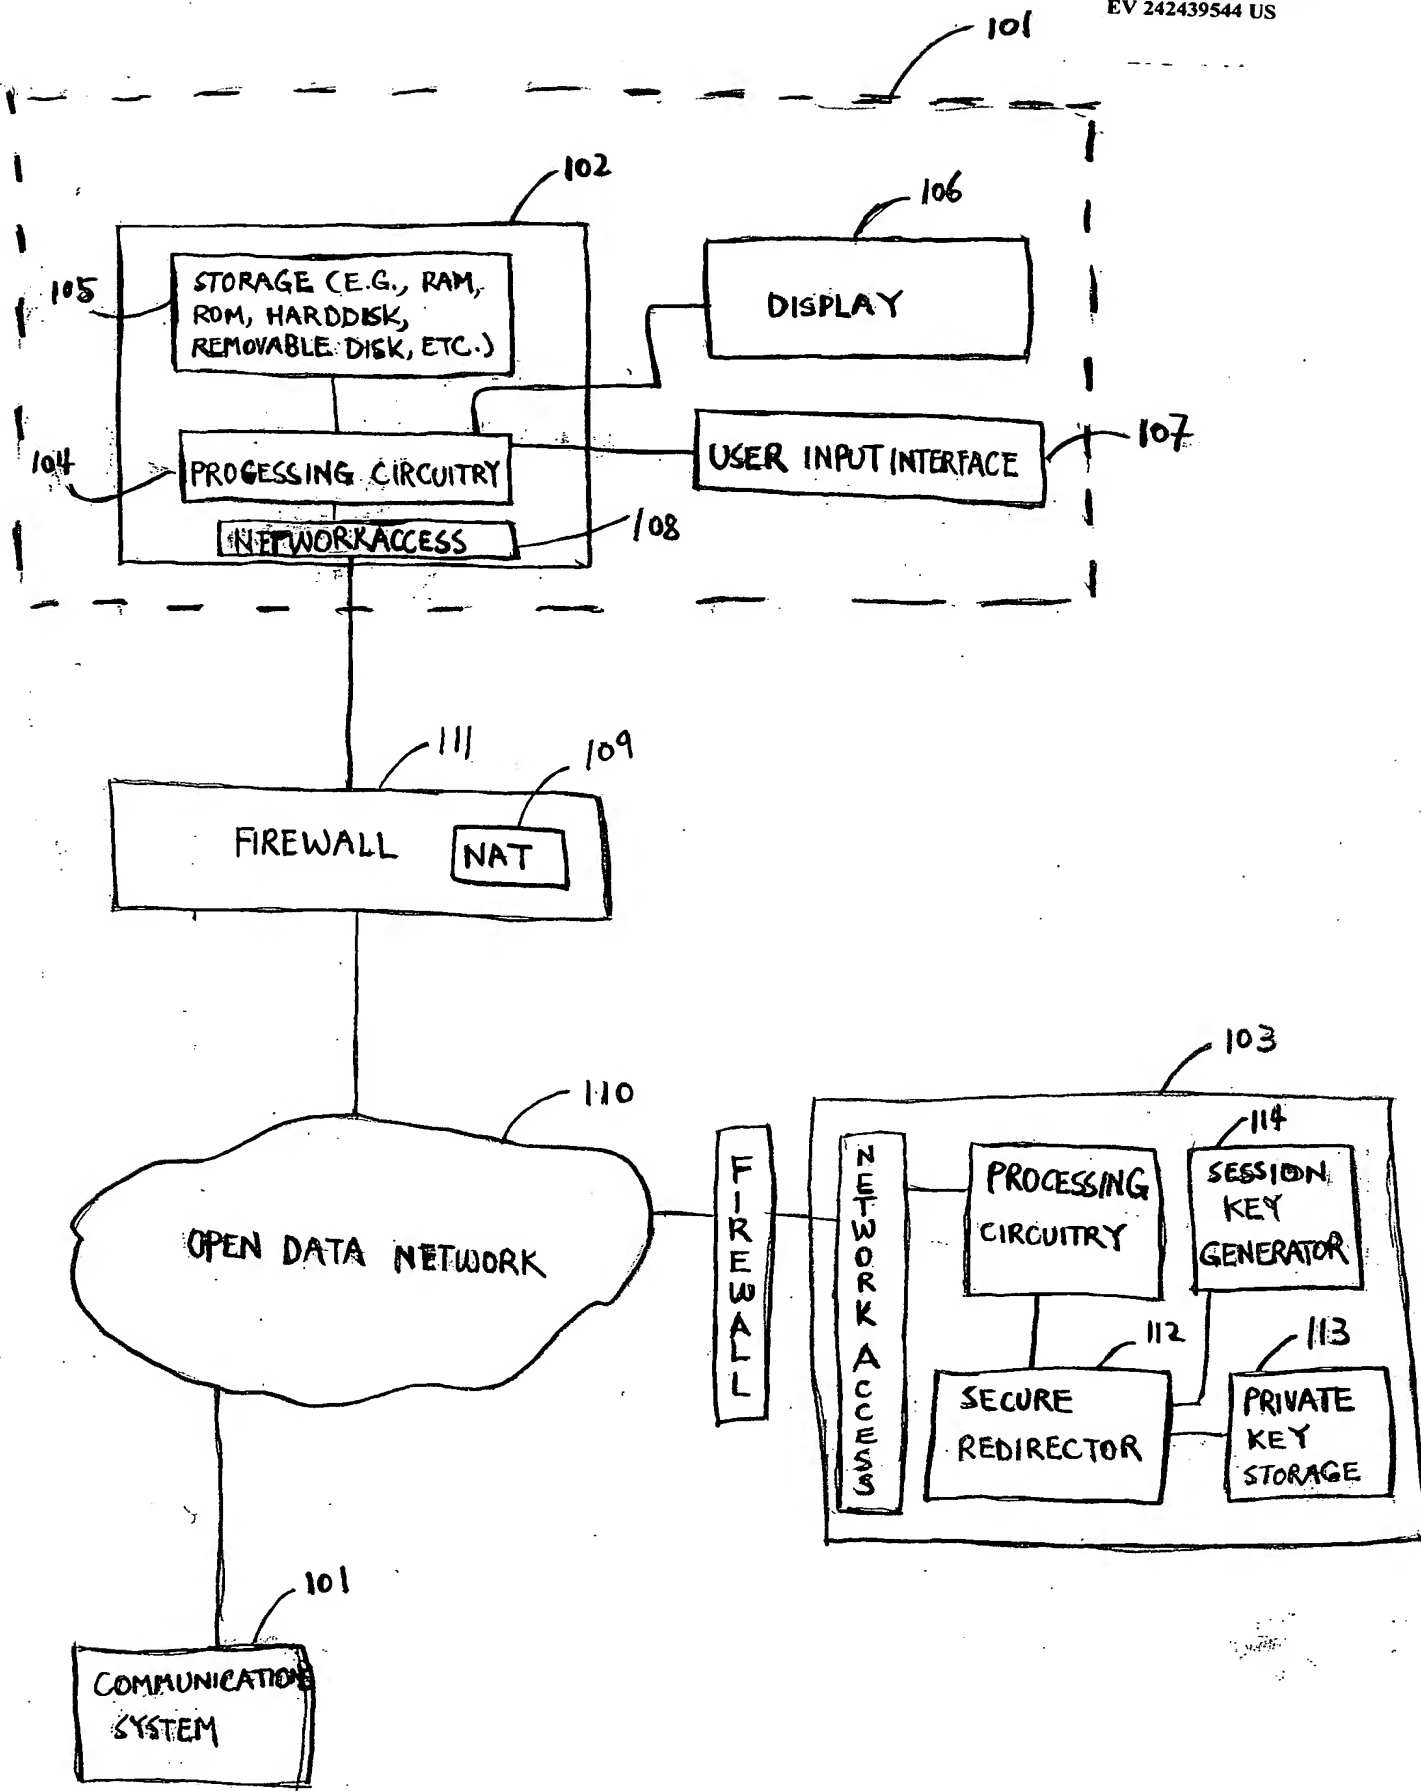 EV 242439544 US
101
102
106
105
STORAGE (E.G., RAM,
ROM, HARDDISK,
REMOVABLE DISK, ETC.)
DISPLAY
104
PROCESSING CIRCUITRY
USER INPUT INTERFACE
107
NETWORK ACCESS
108
111
109
FIREWALL
NAT
103
110
114
FIREWALL
NETWORK ACCESS
PROCESSING
CIRCUITRY
SESSION
KEY
GENERATOR
OPEN DATA NETWORK
112
113
SECURE
REDIRECTOR
PRIVATE
KEY
STORAGE
101
COMMUNICATIONS
SYSTEM